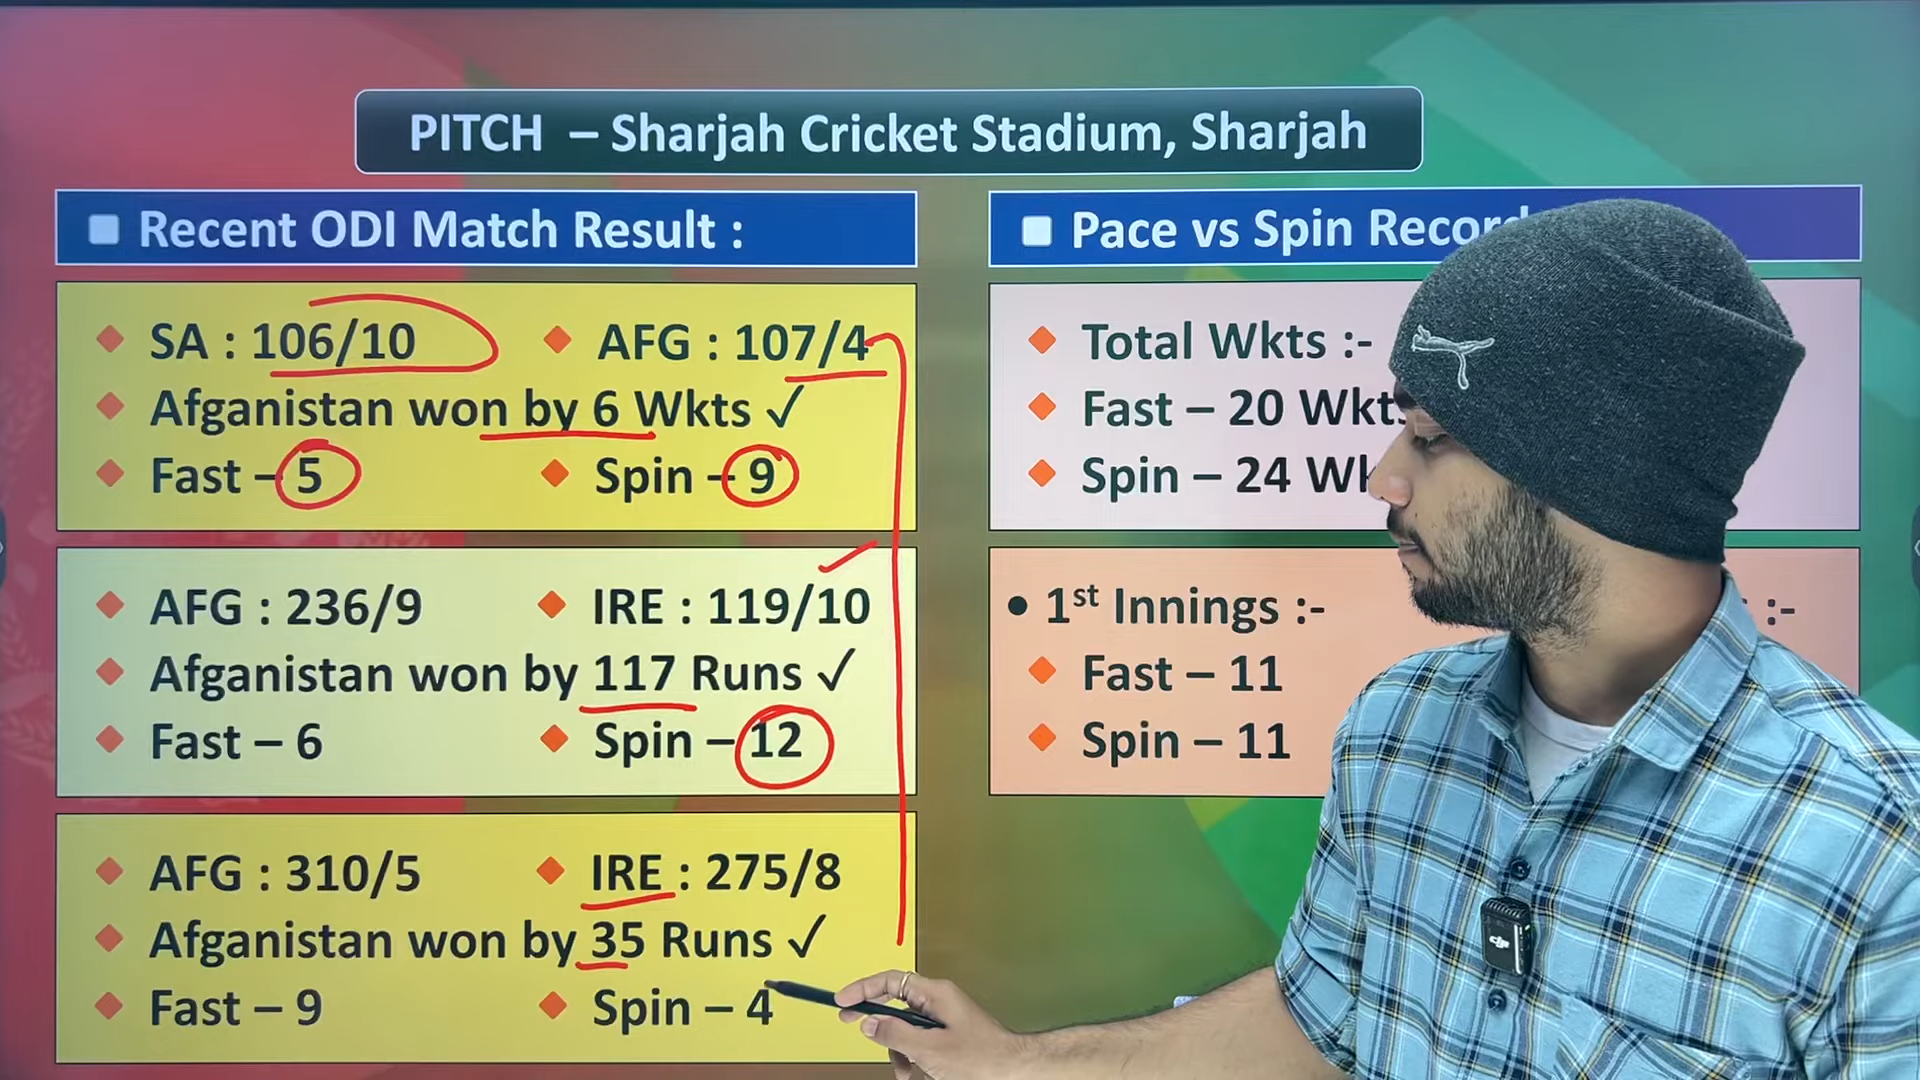 PITCH – Sharjah Cricket Stadium, Sharjah
Recent ODI Match Result :
SA : 106/10 AFG : 107/4
Afganistan won by 6 Wkts ✓
Fast – 5 Spin – 9
AFG : 236/9 IRE : 119/10
Afganistan won by 117 Runs ✓
Fast – 6 Spin – 12
AFG : 310/5 IRE : 275/8
Afganistan won by 35 Runs ✓
Fast – 9 Spin – 4
Pace vs Spin Record
Total Wkts :-
Fast – 20 Wkts
Spin – 24
1st Innings :- :-
Fast – 11
Spin – 11
dji